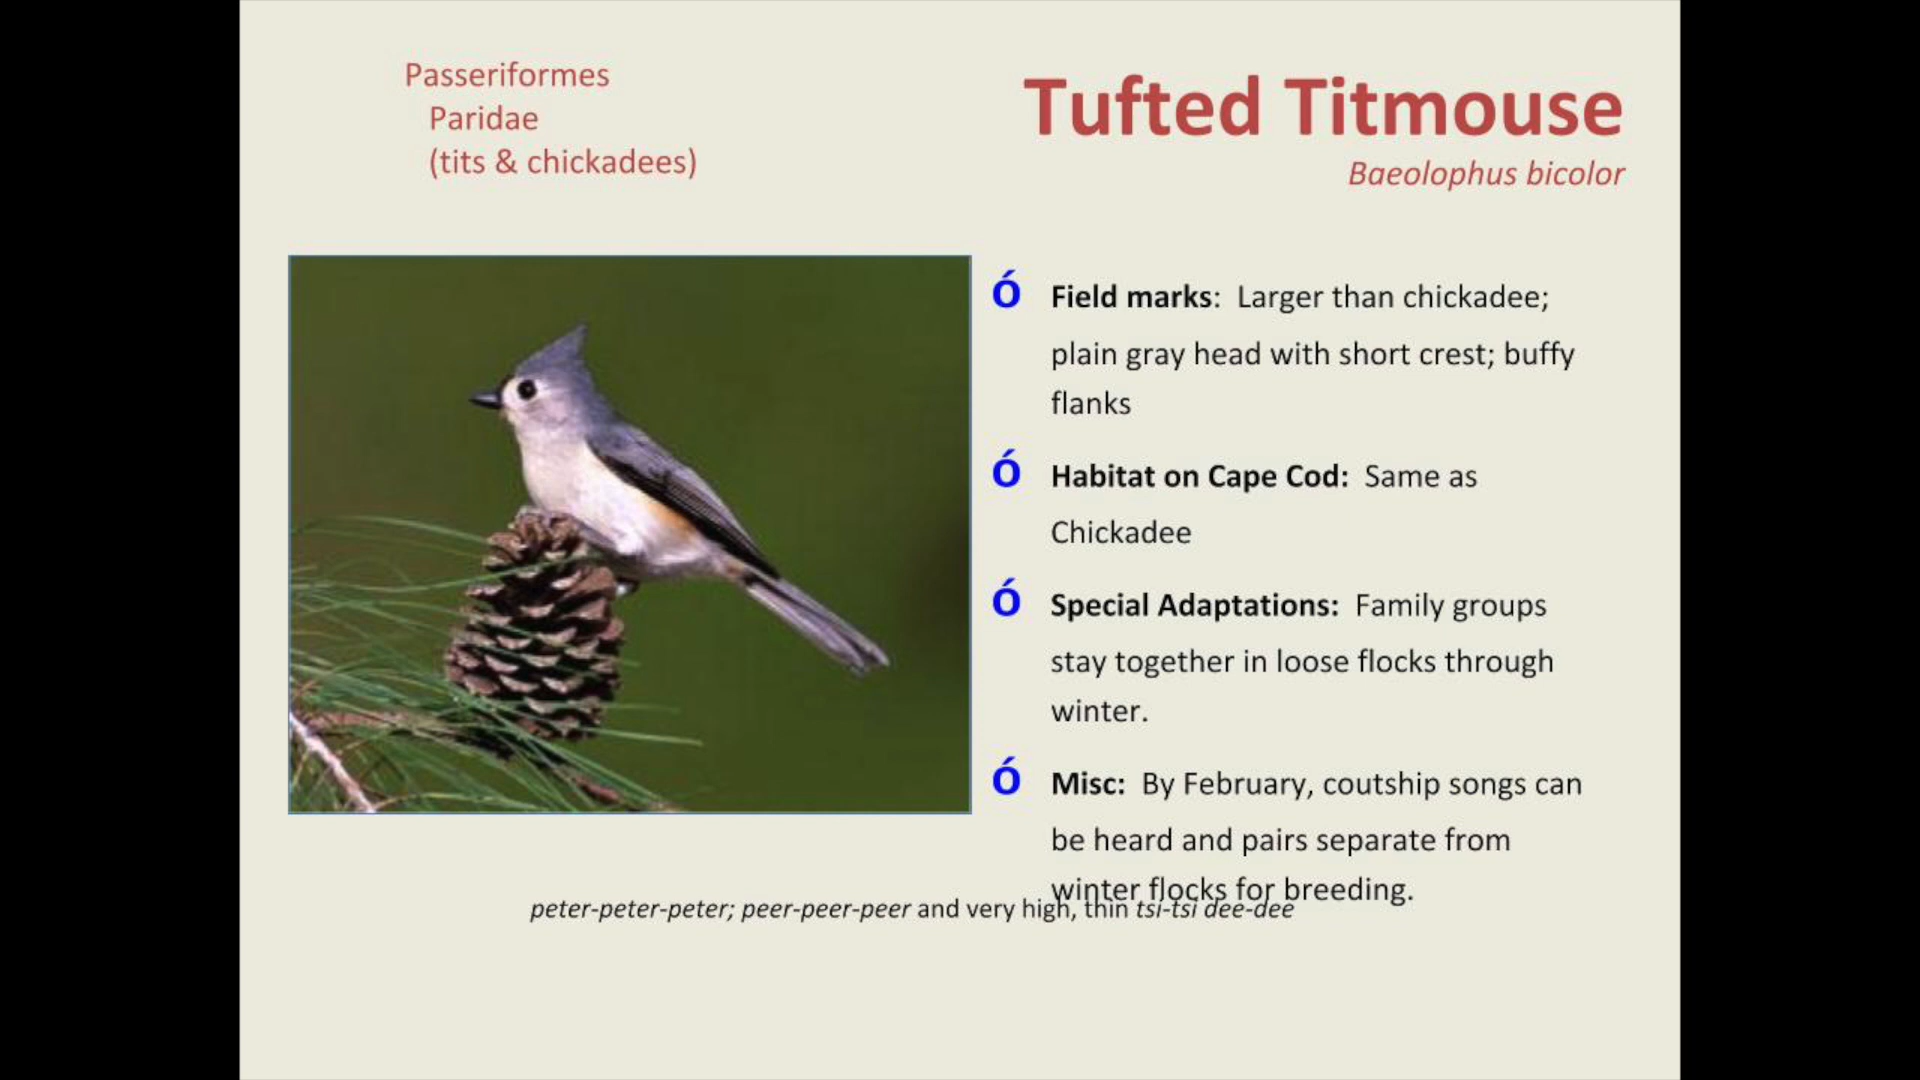 Passeriformes
Paridae
(tits & chickadees)
Tufted Titmouse
Baeolophus bicolor
Ó Field marks: Larger than chickadee;
plain gray head with short crest; buffy
flanks
Ó Habitat on Cape Cod: Same as
Chickadee
Ó Special Adaptations: Family groups
stay together in loose flocks through
winter.
Ó Misc: By February, coutship songs can
be heard and pairs separate from
winter flocks for breeding.
peter-peter-peter; peer-peer-peer and very high, thin tsi-tsi dee-dee